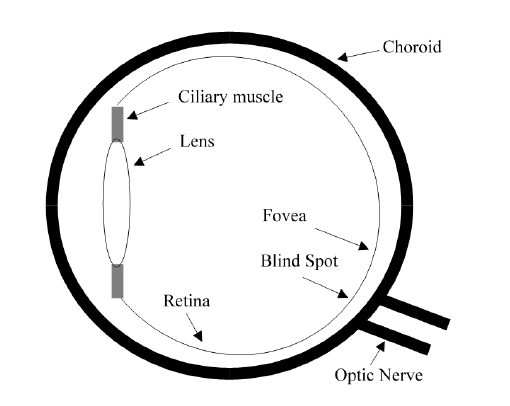 Choroid
Ciliary muscle
Lens
Fovea
Blind Spot
Retina
Optic Nerve